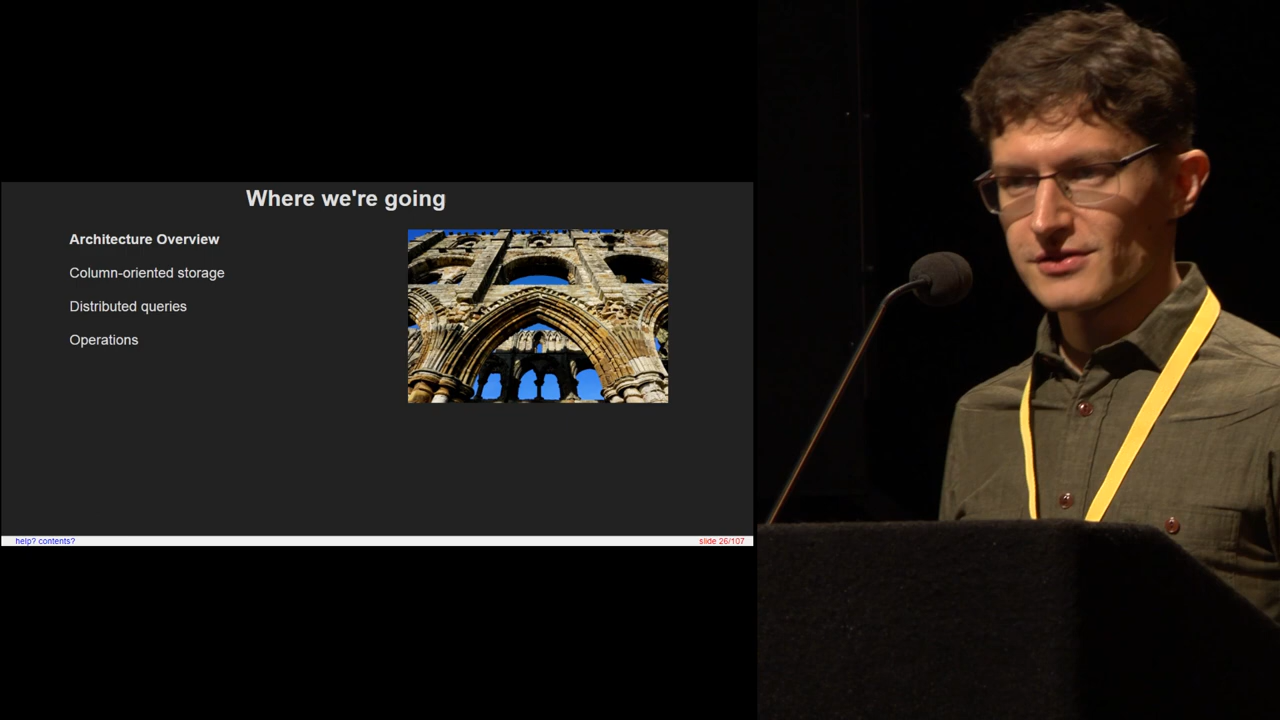 Where we're going
Architecture Overview
Column-oriented storage
Distributed queries
Operations
help? contents?
slide 26/107